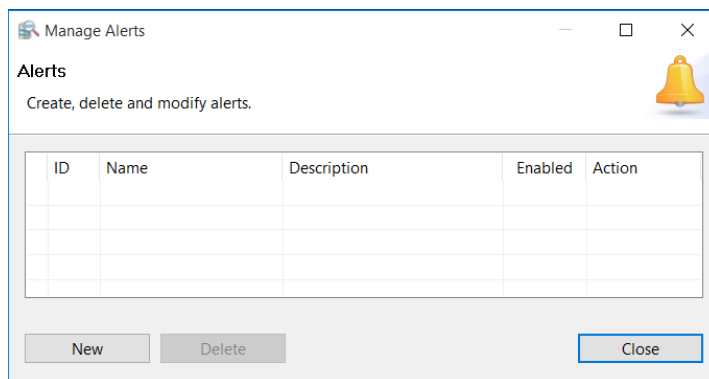 Manage Alerts
Alerts
Create, delete and modify alerts.
ID Name Description Enabled Action
New Delete Close